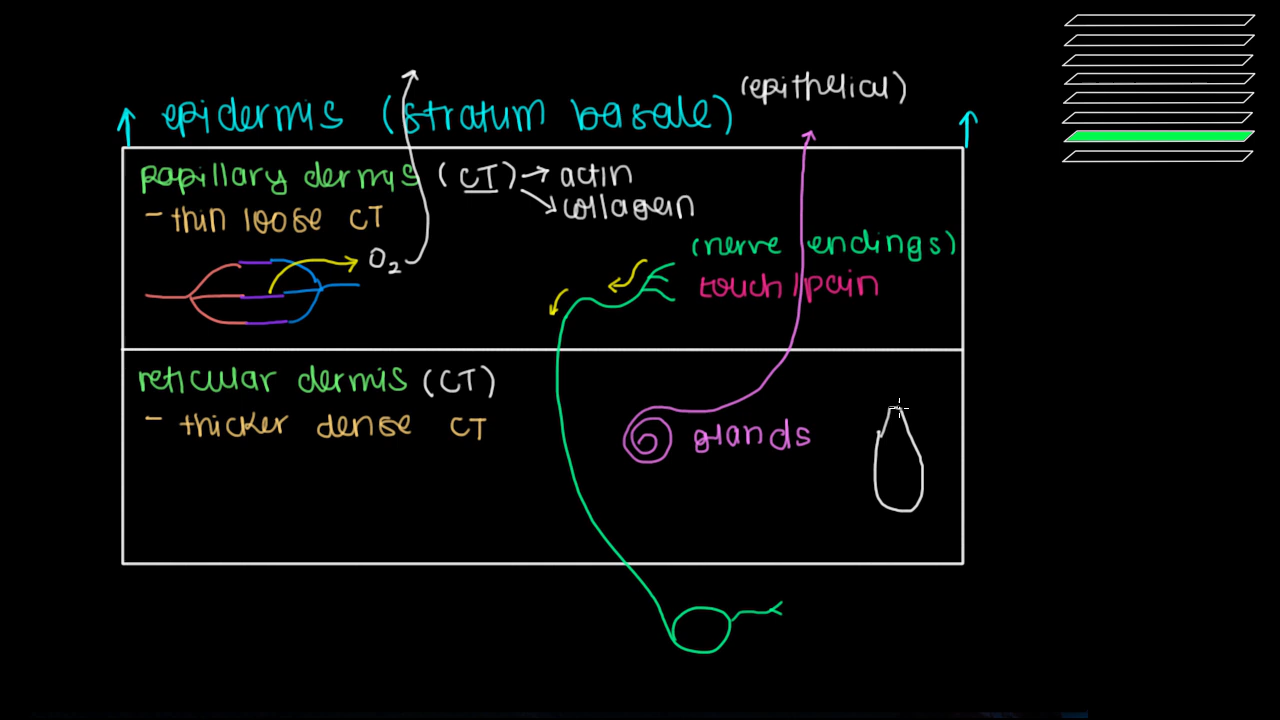 (epithelical)
epidermis (stratum basale)
papillary dermis (CT) → actin
→ collagen
- thin loose CT
O₂
(nerve endings)
touch/pain
reticular dermis (CT)
- thicker dense CT
glands